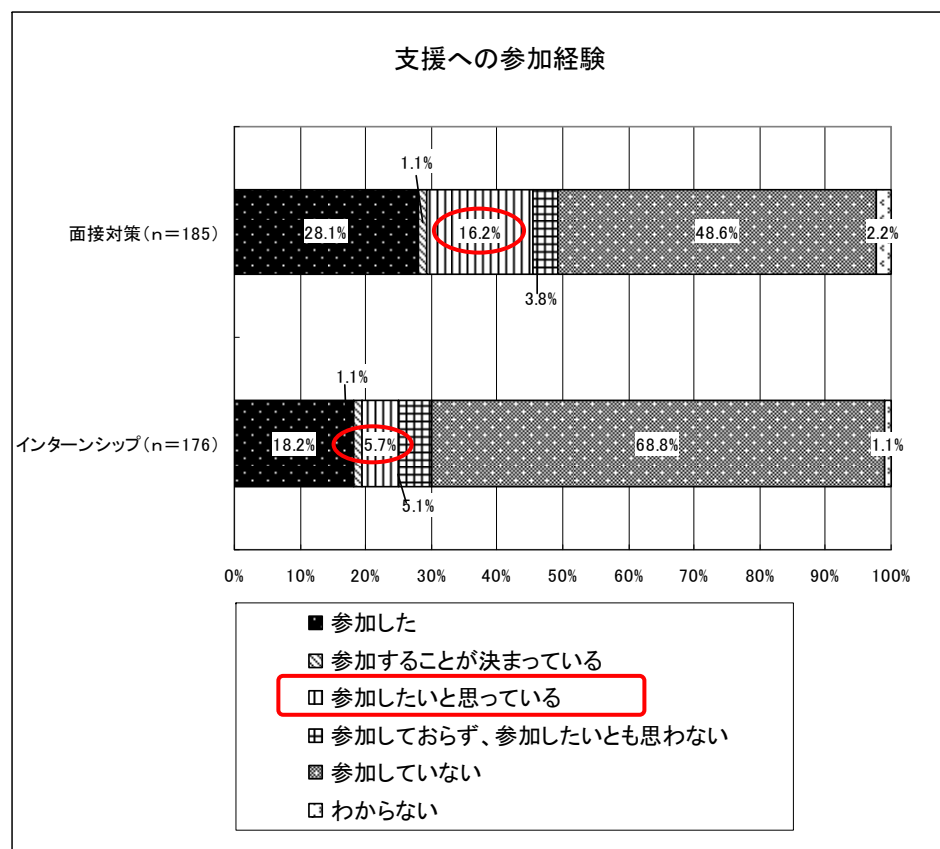 支援への参加経験
1.1%
面接対策(n=185)
28.1%
16.2%
48.6%
2.2%
3.8%
1.1%
インターンシップ(n=176)
18.2%
5.7%
68.8%
1.1%
5.1%
0% 10% 20% 30% 40% 50% 60% 70% 80% 90% 100%
参加した
参加することが決まっている
参加したいと思っている
参加しておらず、参加したいとも思わない
参加していない
わからない